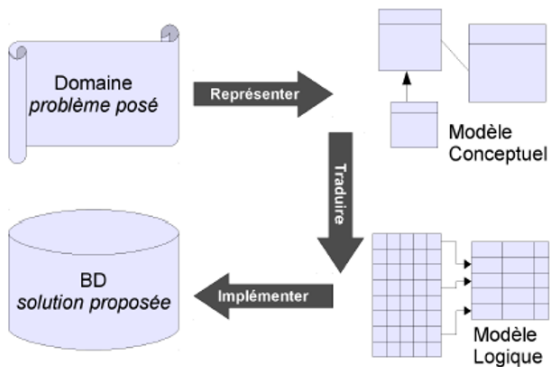 Domaine
problème posé
Représenter
Modèle
Conceptuel
Traduire
BD
solution proposée
Implémenter
Modèle
Logique